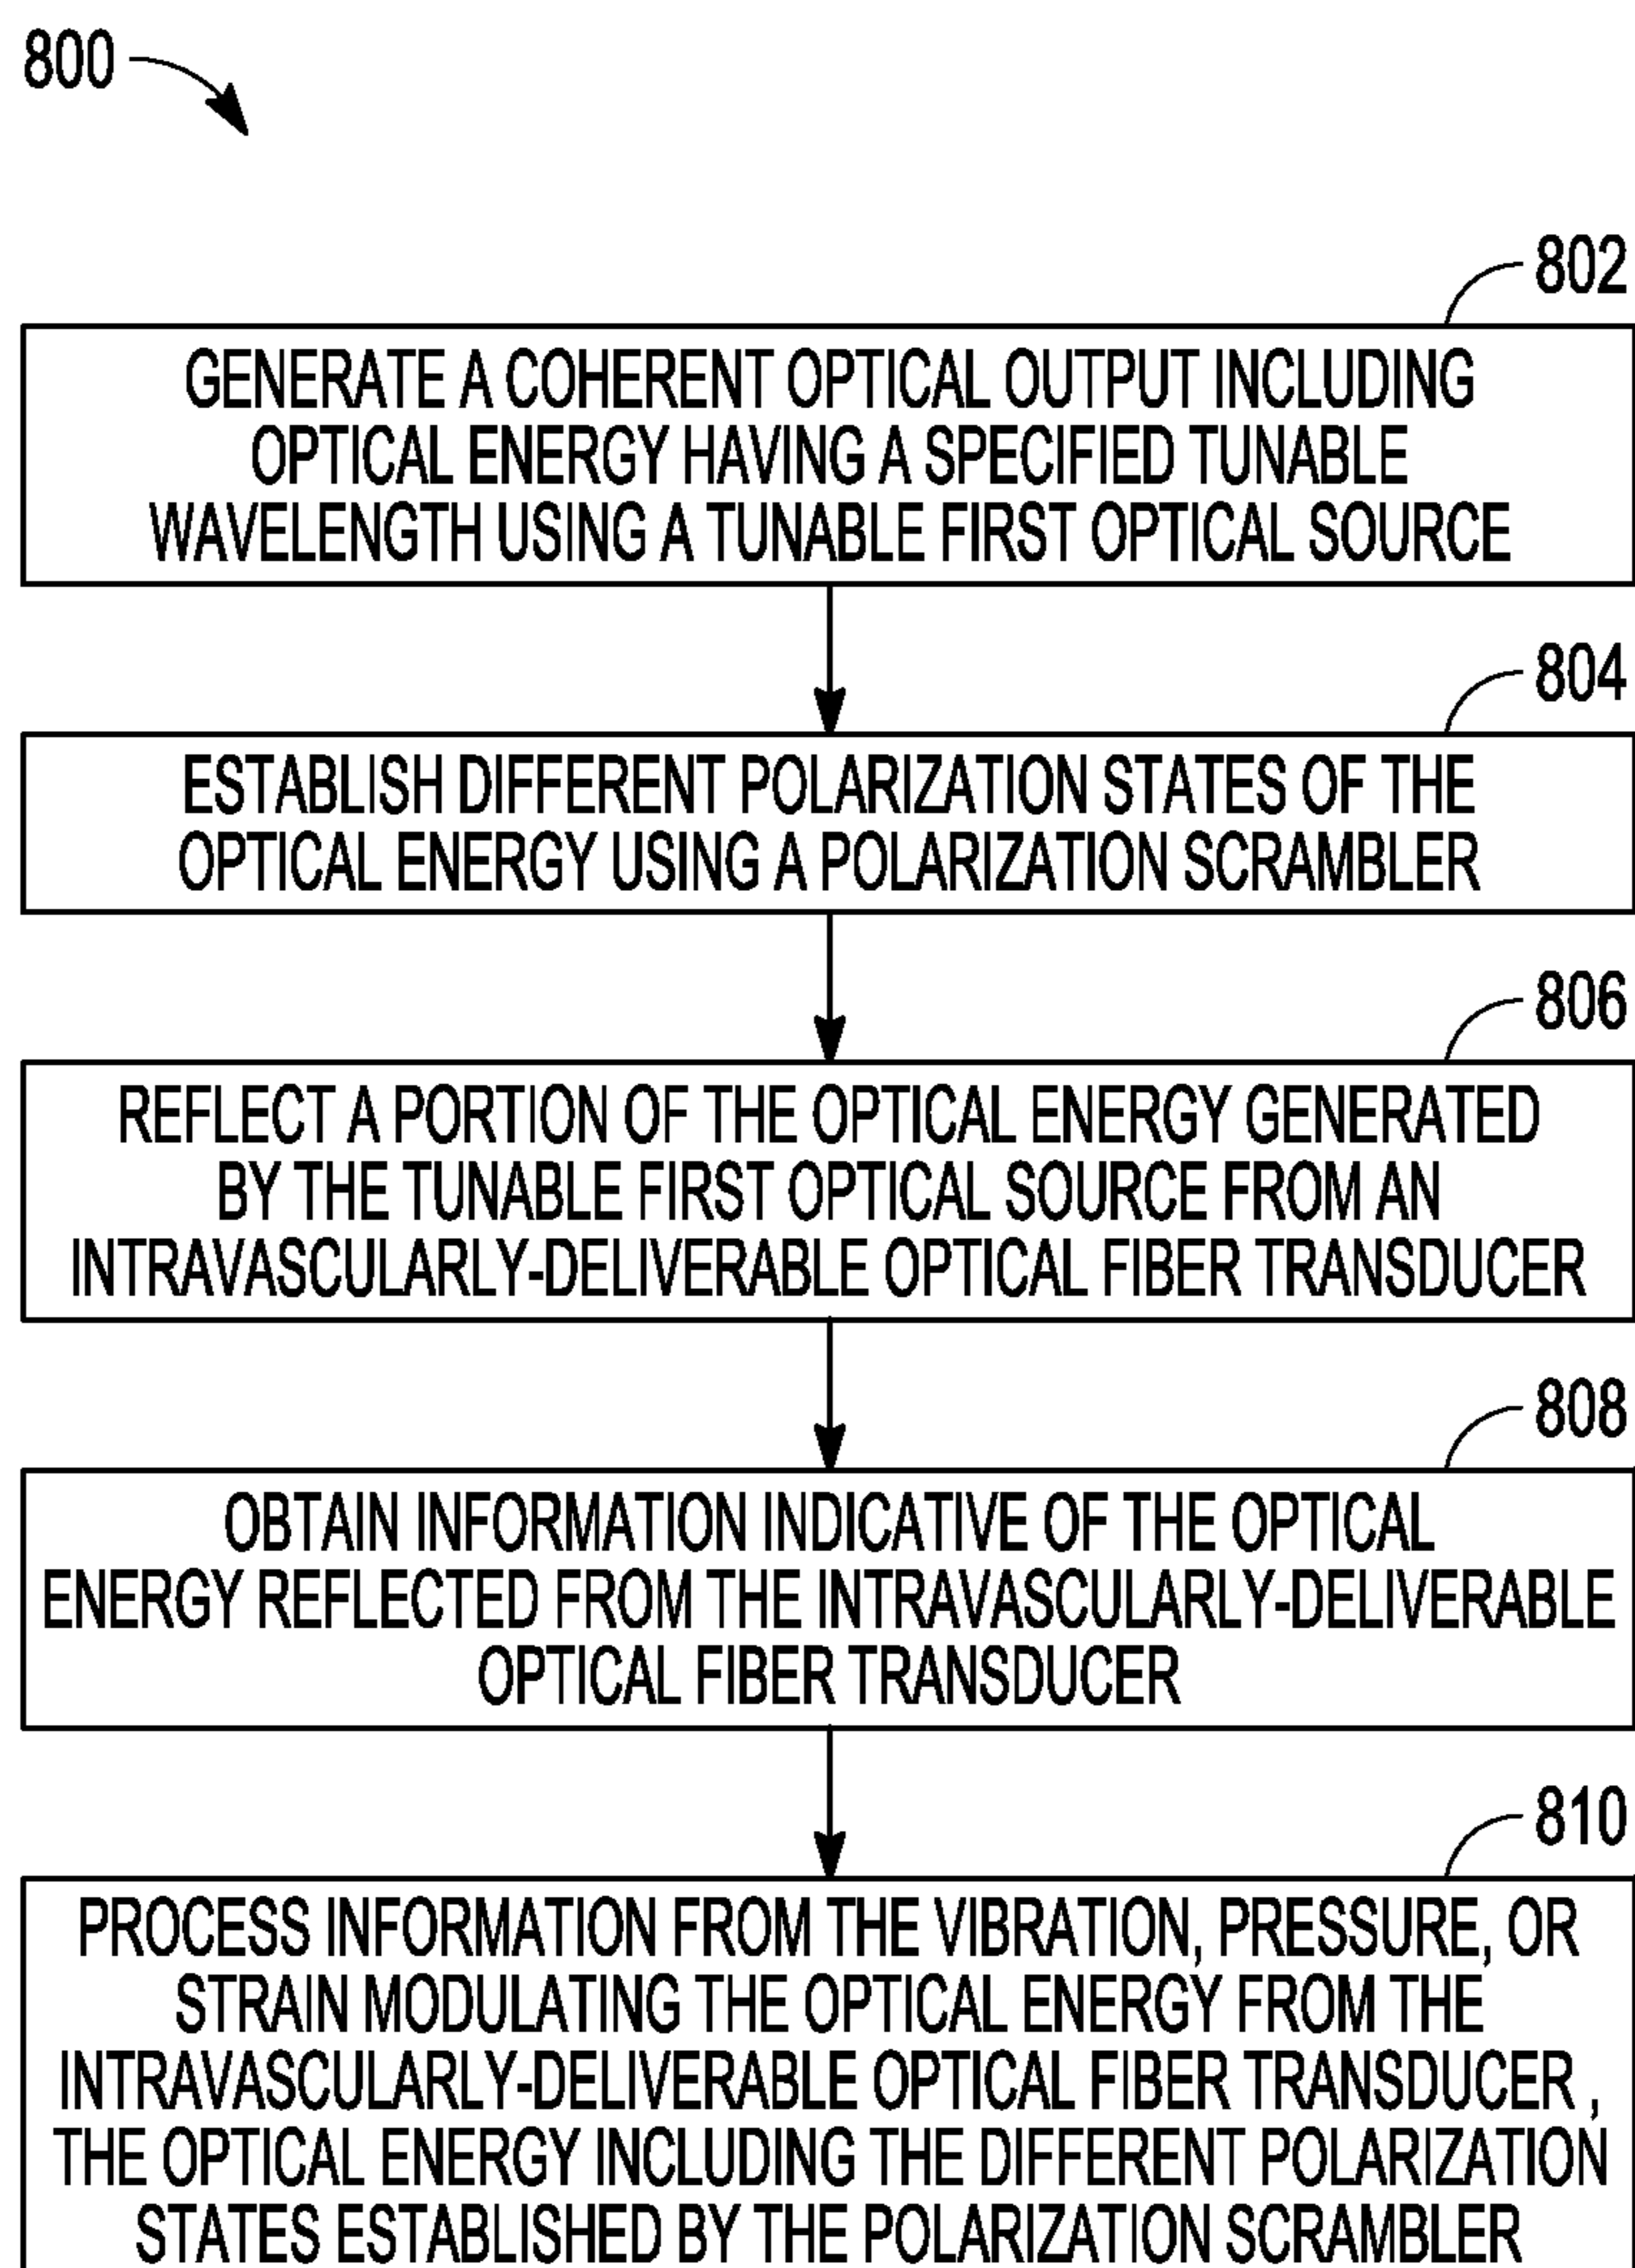 800
802
GENERATE A COHERENT OPTICAL OUTPUT INCLUDING
OPTICAL ENERGY HAVING A SPECIFIED TUNABLE
WAVELENGTH USING A TUNABLE FIRST OPTICAL SOURCE
804
ESTABLISH DIFFERENT POLARIZATION STATES OF THE
OPTICAL ENERGY USING A POLARIZATION SCRAMBLER
806
REFLECT A PORTION OF THE OPTICAL ENERGY GENERATED
BY THE TUNABLE FIRST OPTICAL SOURCE FROM AN
INTRAVASCULARLY-DELIVERABLE OPTICAL FIBER TRANSDUCER
808
OBTAIN INFORMATION INDICATIVE OF THE OPTICAL
ENERGY REFLECTED FROM THE INTRAVASCULARLY-DELIVERABLE
OPTICAL FIBER TRANSDUCER
810
PROCESS INFORMATION FROM THE VIBRATION, PRESSURE, OR
STRAIN MODULATING THE OPTICAL ENERGY FROM THE
INTRAVASCULARLY-DELIVERABLE OPTICAL FIBER TRANSDUCER ,
THE OPTICAL ENERGY INCLUDING THE DIFFERENT POLARIZATION
STATES ESTABLISHED BY THE POLARIZATION SCRAMBLER